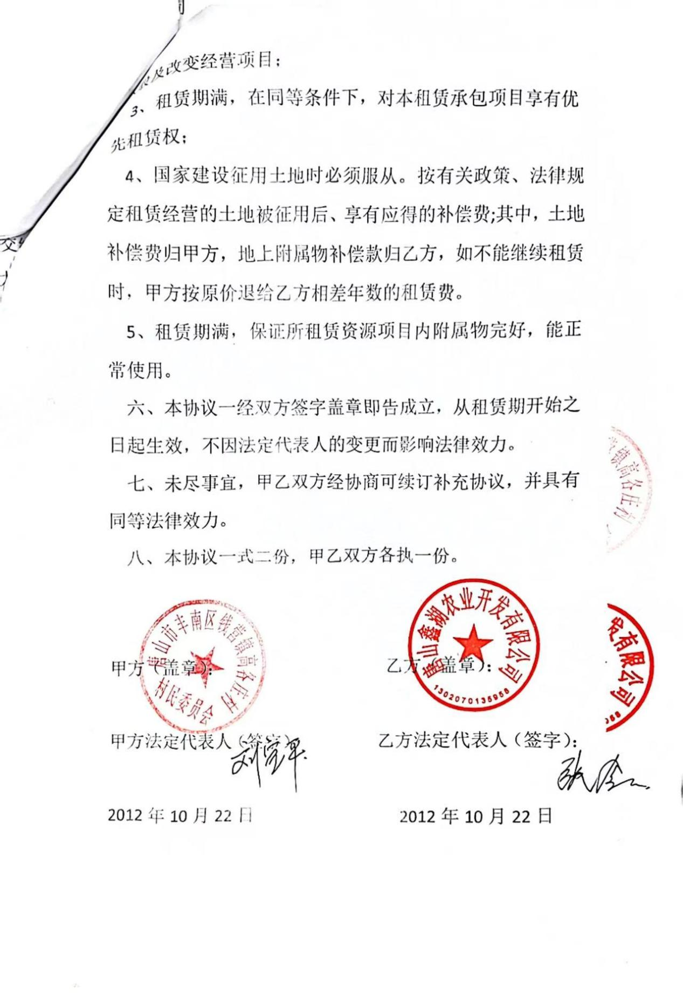 及改变经营项目；
3、租赁期满，在同等条件下，对本租赁承包项目享有优
先租赁权；
4、国家建设征用土地时必须服从。按有关政策、法律规
定租赁经营的土地被征用后、享有应得的补偿费;其中，土地
补偿费归甲方，地上附属物补偿款归乙方，如不能继续租赁
时，甲方按原价退给乙方相差年数的租赁费。
5、租赁期满，保证所租赁资源项目内附属物完好，能正
常使用。
六、本协议一经双方签字盖章即告成立，从租赁期开始之
日起生效，不因法定代表人的变更而影响法律效力。
七、未尽事宜，甲乙双方经协商可续订补充协议，并具有
同等法律效力。
八、本协议一式二份，甲乙双方各执一份。
镇高各庄村
唐山市丰南区钱营镇高各庄村
村民委员会
唐山鑫湖农业开发有限公司
1302070135958
发有限公司
甲方（盖章）： 乙方（盖章）：
甲方法定代表人（签字） 乙方法定代表人（签字）：
2012 年 10 月 22 日 2012 年 10 月 22 日
交